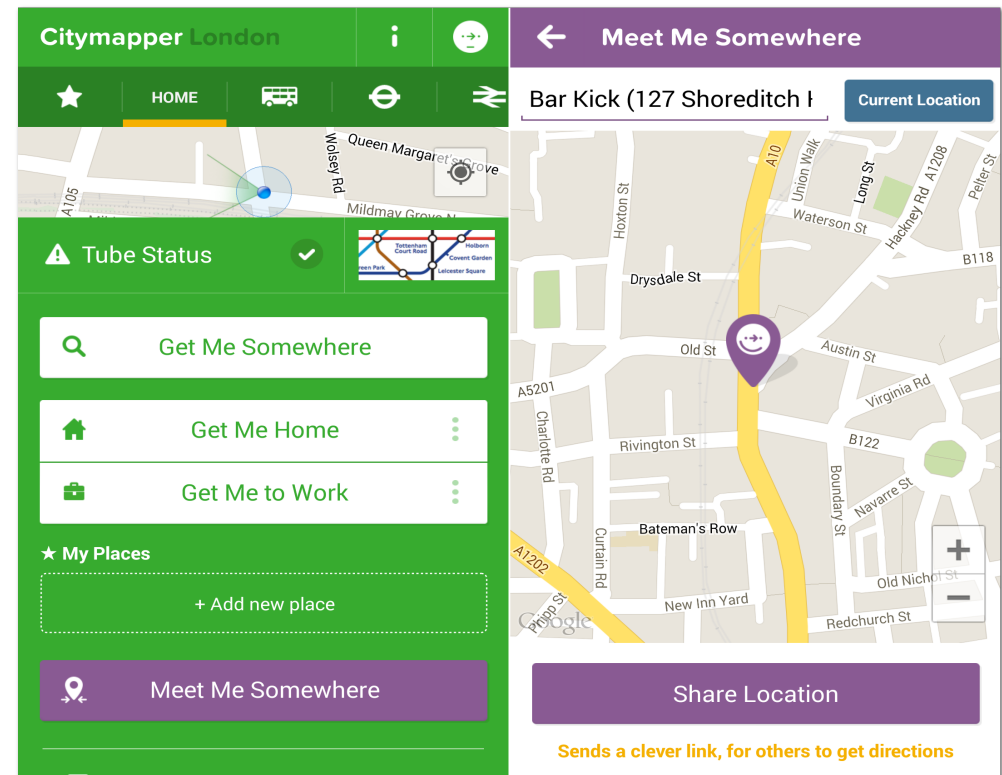 Citymapper London
HOME
A105
Wolsey Rd
Queen Margaret's Grove
Mildmay Grove N
Tube Status
Tottenham
Court Road
Holborn
Covent Garden
Leicester Square
reen Park
Get Me Somewhere
Get Me Home
Get Me to Work
My Places
+ Add new place
Meet Me Somewhere
Meet Me Somewhere
Bar Kick (127 Shoreditch H
Current Location
A10
Union Walk
Long St
Hackney Rd
A1208
Pelter St
Hoxton St
Waterson St
B118
Drysdale St
Old St
Austin St
A5201
Virginia Rd
Charlotte Rd
Rivington St
B122
Boundary St
Navarre St
Bateman's Row
Curtain Rd
A1202
+
Old Nichol St
−
Phipp St
New Inn Yard
Redchurch St
Google
Share Location
Sends a clever link, for others to get directions